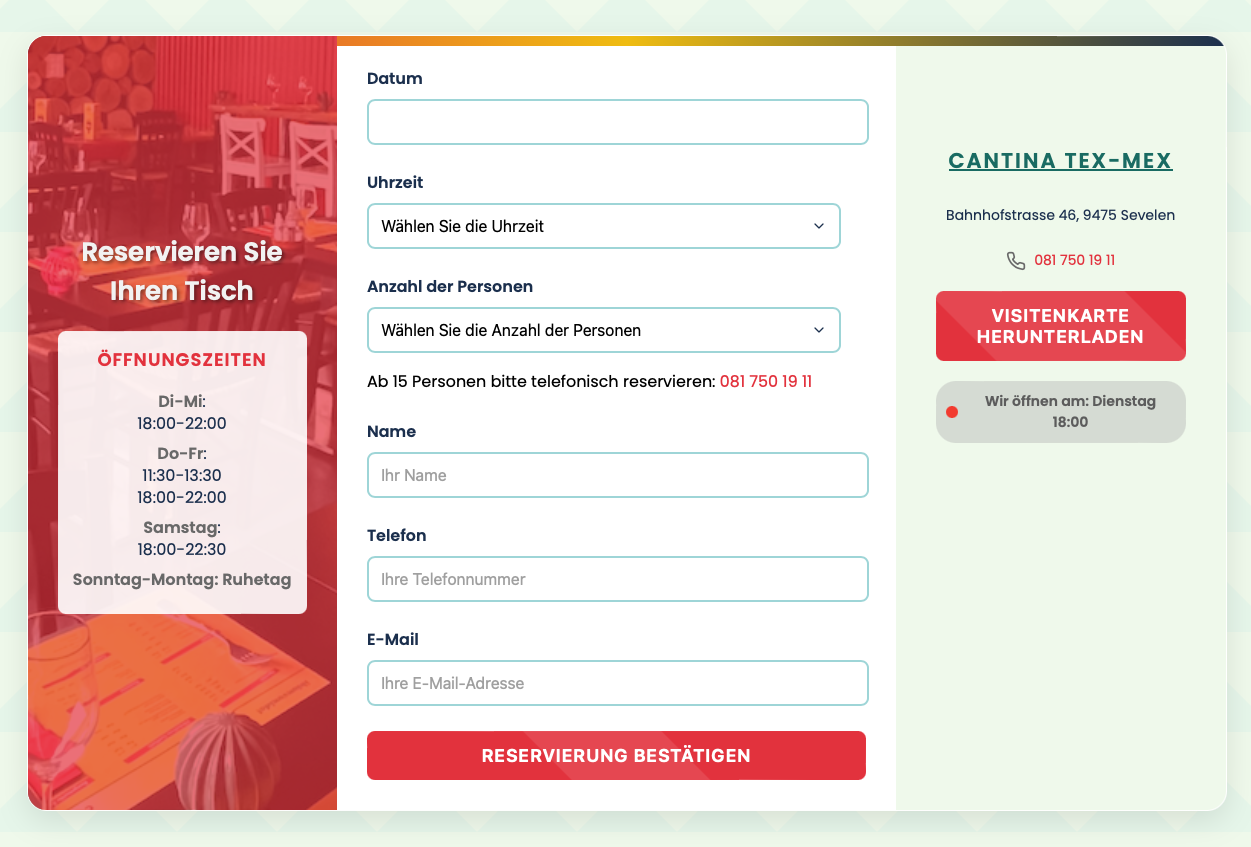 Reservieren Sie
Ihren Tisch
ÖFFNUNGSZEITEN
Di-Mi:
18:00-22:00
Do-Fr:
11:30-13:30
18:00-22:00
Samstag:
18:00-22:30
Sonntag-Montag: Ruhetag
Datum
Uhrzeit
Wählen Sie die Uhrzeit
Anzahl der Personen
Wählen Sie die Anzahl der Personen
Ab 15 Personen bitte telefonisch reservieren: 081 750 19 11
Name
Ihr Name
Telefon
Ihre Telefonnummer
E-Mail
Ihre E-Mail-Adresse
RESERVIERUNG BESTÄTIGEN
CANTINA TEX-MEX
Bahnhofstrasse 46, 9475 Sevelen
081 750 19 11
VISITENKARTE
HERUNTERLADEN
Wir öffnen am: Dienstag
18:00